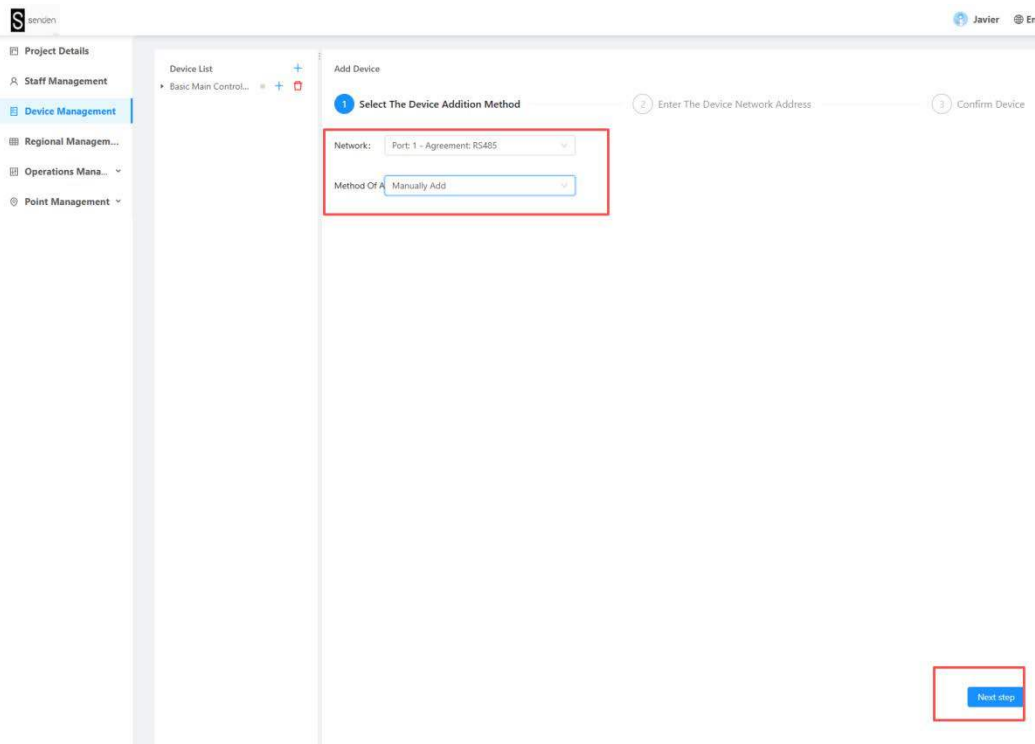 S senden
Javier En
Project Details
Staff Management
Device Management
Regional Managem...
Operations Mana...
Point Management
Device List
Basic Main Control...
Add Device
1 Select The Device Addition Method
2 Enter The Device Network Address
3 Confirm Device
Network: Port: 1 - Agreement: RS485
Method Of A Manually Add
Next step